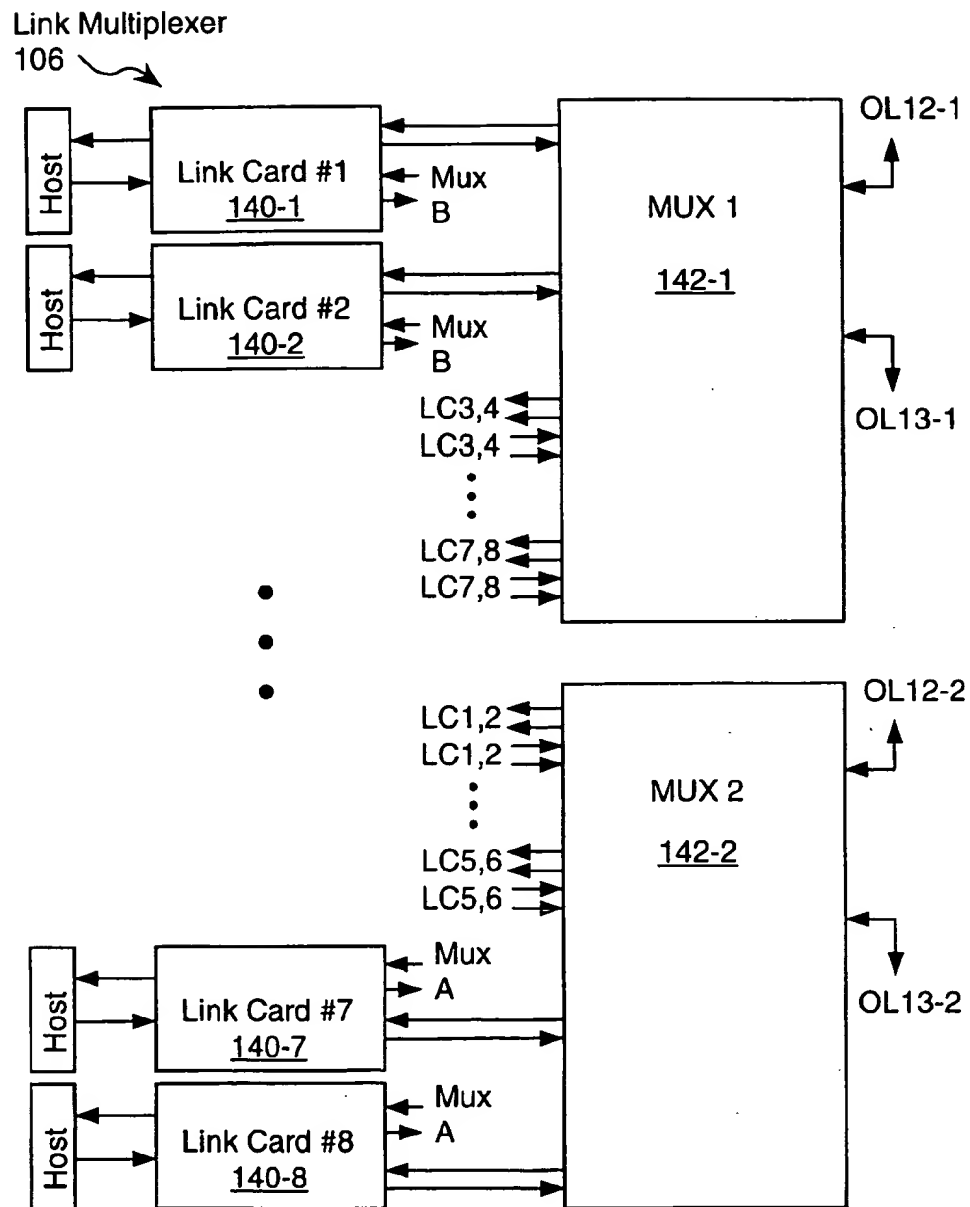 Link Multiplexer
106
Host
Link Card #1
140-1
Mux
B
MUX 1
142-1
OL12-1
OL13-1
Host
Link Card #2
140-2
Mux
B
LC3,4
LC3,4
LC7,8
LC7,8
LC1,2
LC1,2
LC5,6
LC5,6
MUX 2
142-2
OL12-2
OL13-2
Host
Link Card #7
140-7
Mux
A
Host
Link Card #8
140-8
Mux
A